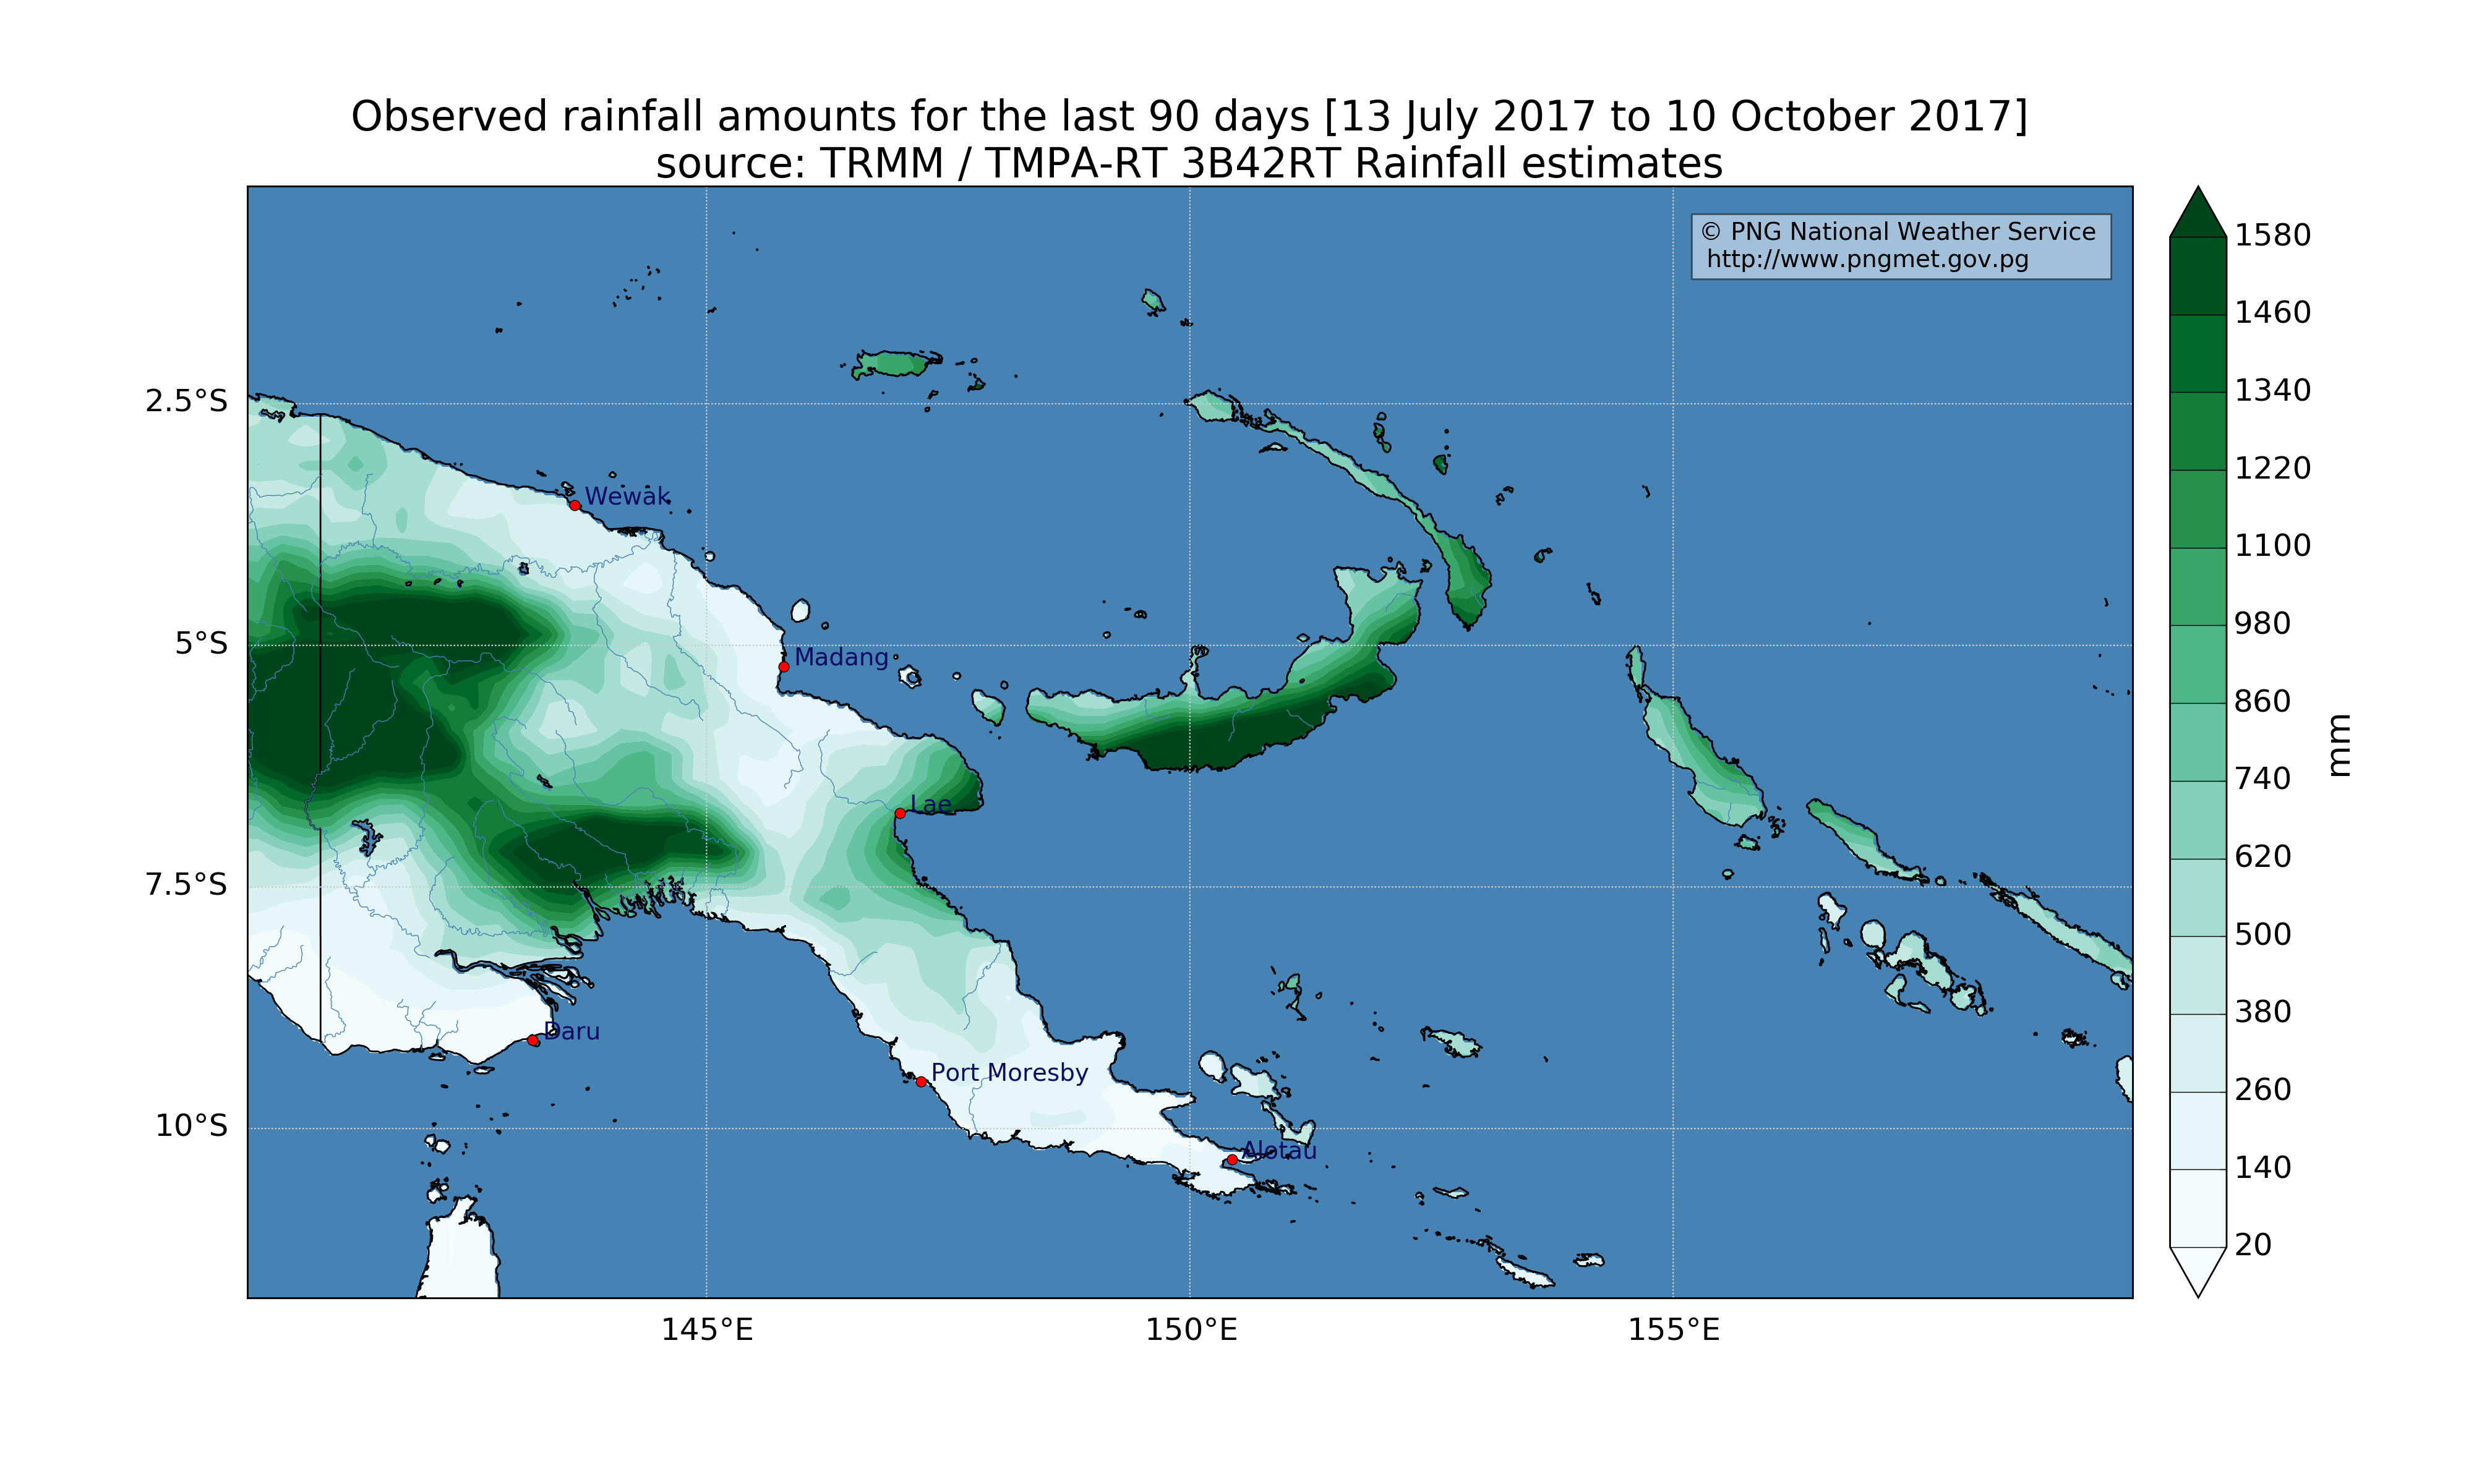 Observed rainfall amounts for the last 90 days [13 July 2017 to 10 October 2017]
source: TRMM / TMPA-RT 3B42RT Rainfall estimates
© PNG National Weather Service
http://www.pngmet.gov.pg
2.5°S
5°S
7.5°S
10°S
Wewak
Madang
Lae
Daru
Port Moresby
Alotau
145°E
150°E
155°E
1580
1460
1340
1220
1100
980
860
740
620
500
380
260
140
20
mm